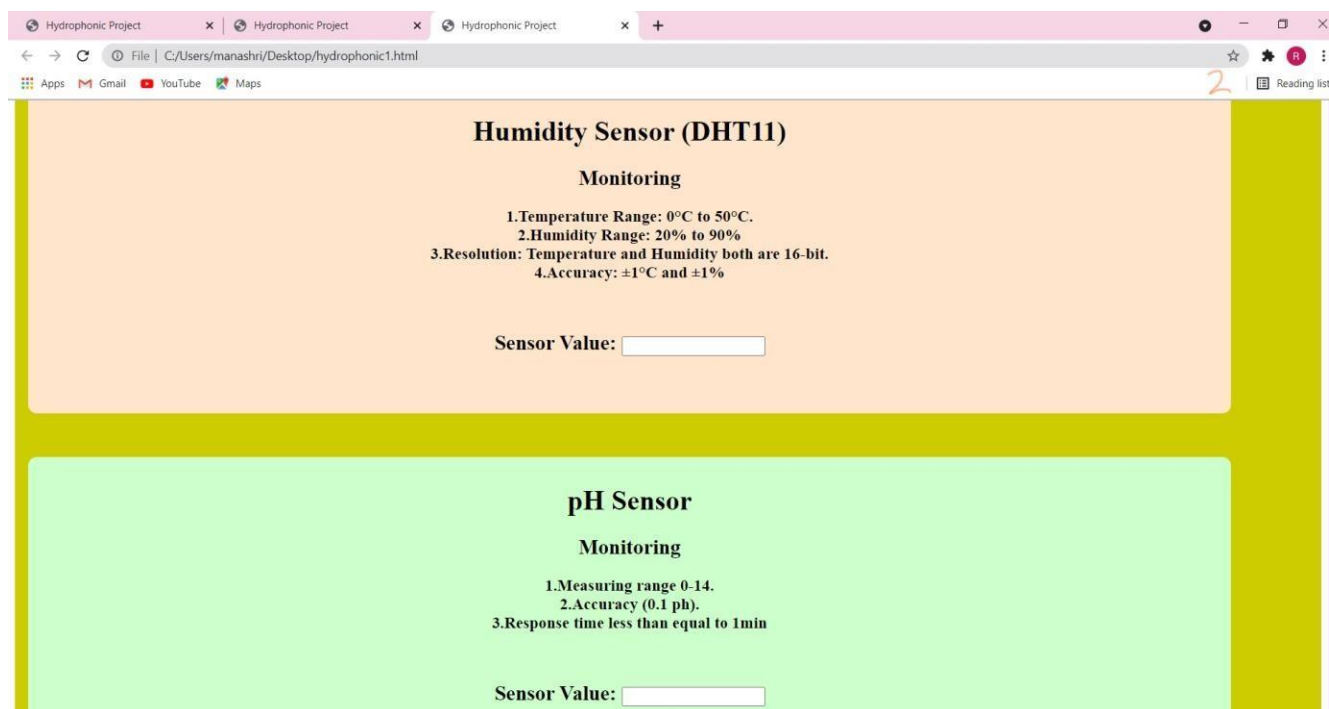 Hydrophonic Project
Hydrophonic Project
Hydrophonic Project
File | C:/Users/manashri/Desktop/hydrophonic1.html
R
Apps Gmail YouTube Maps
2
Reading list
Humidity Sensor (DHT11)
Monitoring
1.Temperature Range: 0°C to 50°C.
2.Humidity Range: 20% to 90%
3.Resolution: Temperature and Humidity both are 16-bit.
4.Accuracy: ±1°C and ±1%
Sensor Value:
pH Sensor
Monitoring
1.Measuring range 0-14.
2.Accuracy (0.1 ph).
3.Response time less than equal to 1min
Sensor Value: